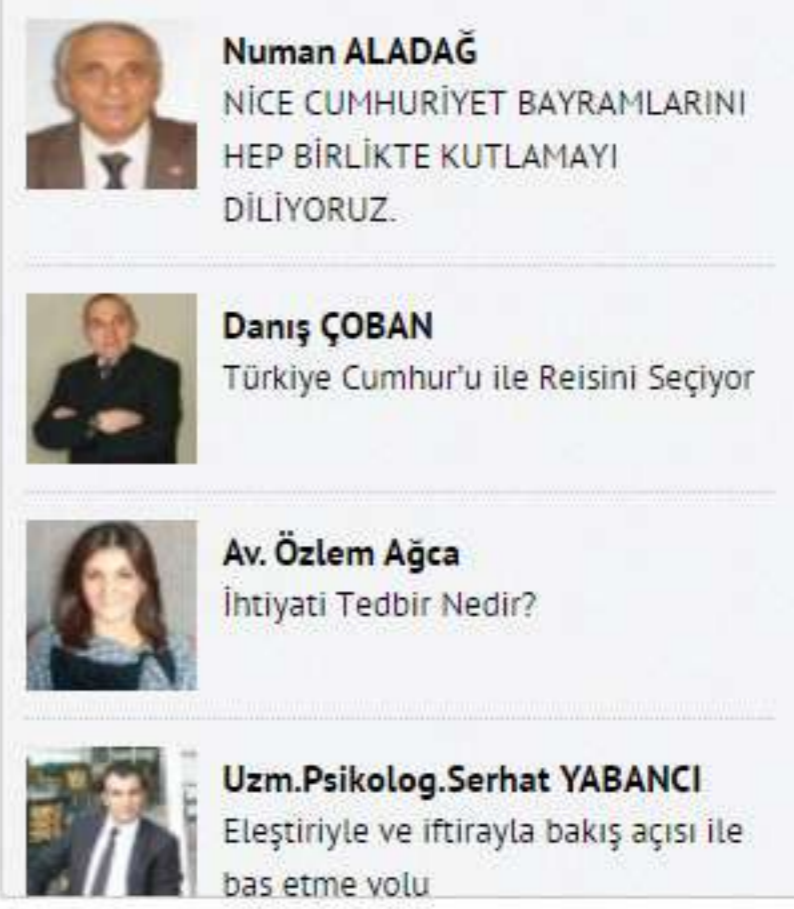 Numan ALADAĞ
NİCE CUMHURİYET BAYRAMLARINI
HEP BİRLİKTE KUTLAMAYI
DİLİYORUZ.
Danış ÇOBAN
Türkiye Cumhur'u ile Reisini Seçiyor
Av. Özlem Ağca
İhtiyati Tedbir Nedir?
Uzm.Psikolog.Serhat YABANCI
Eleştiriyle ve iftirayla bakış açısı ile
baş etme yolu